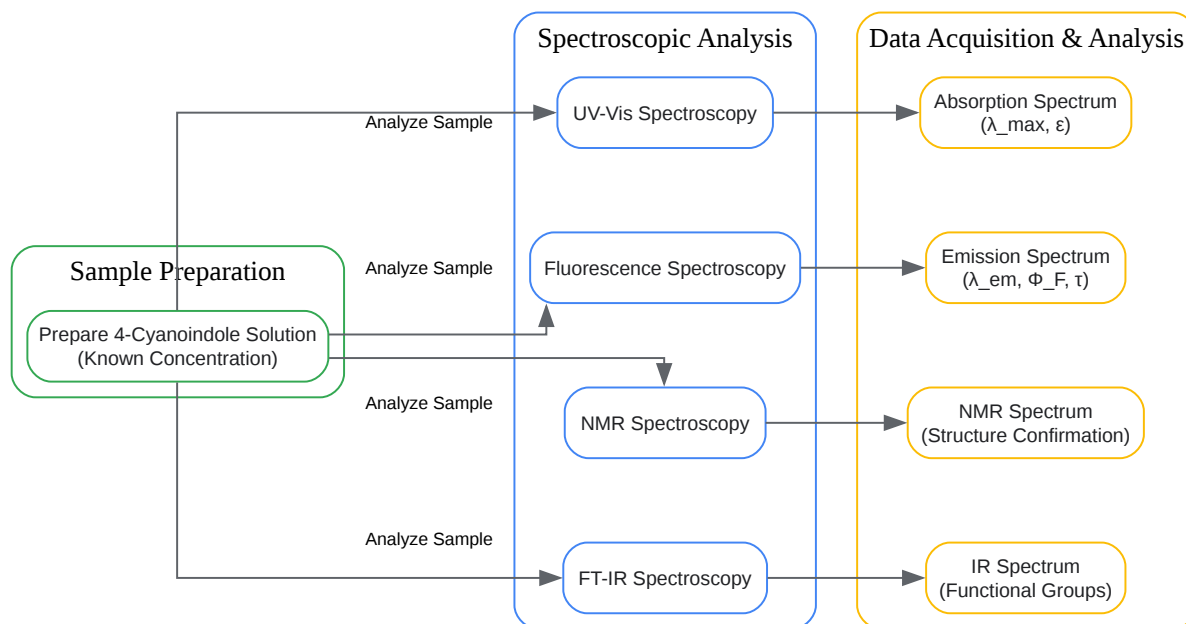 Sample Preparation
Prepare 4-Cyanoindole Solution
(Known Concentration)
Analyze Sample
Analyze Sample
Analyze Sample
Analyze Sample
Spectroscopic Analysis
UV-Vis Spectroscopy
Fluorescence Spectroscopy
NMR Spectroscopy
FT-IR Spectroscopy
Data Acquisition & Analysis
Absorption Spectrum
(λ_max, ε)
Emission Spectrum
(λ_em, Φ_F, τ)
NMR Spectrum
(Structure Confirmation)
IR Spectrum
(Functional Groups)